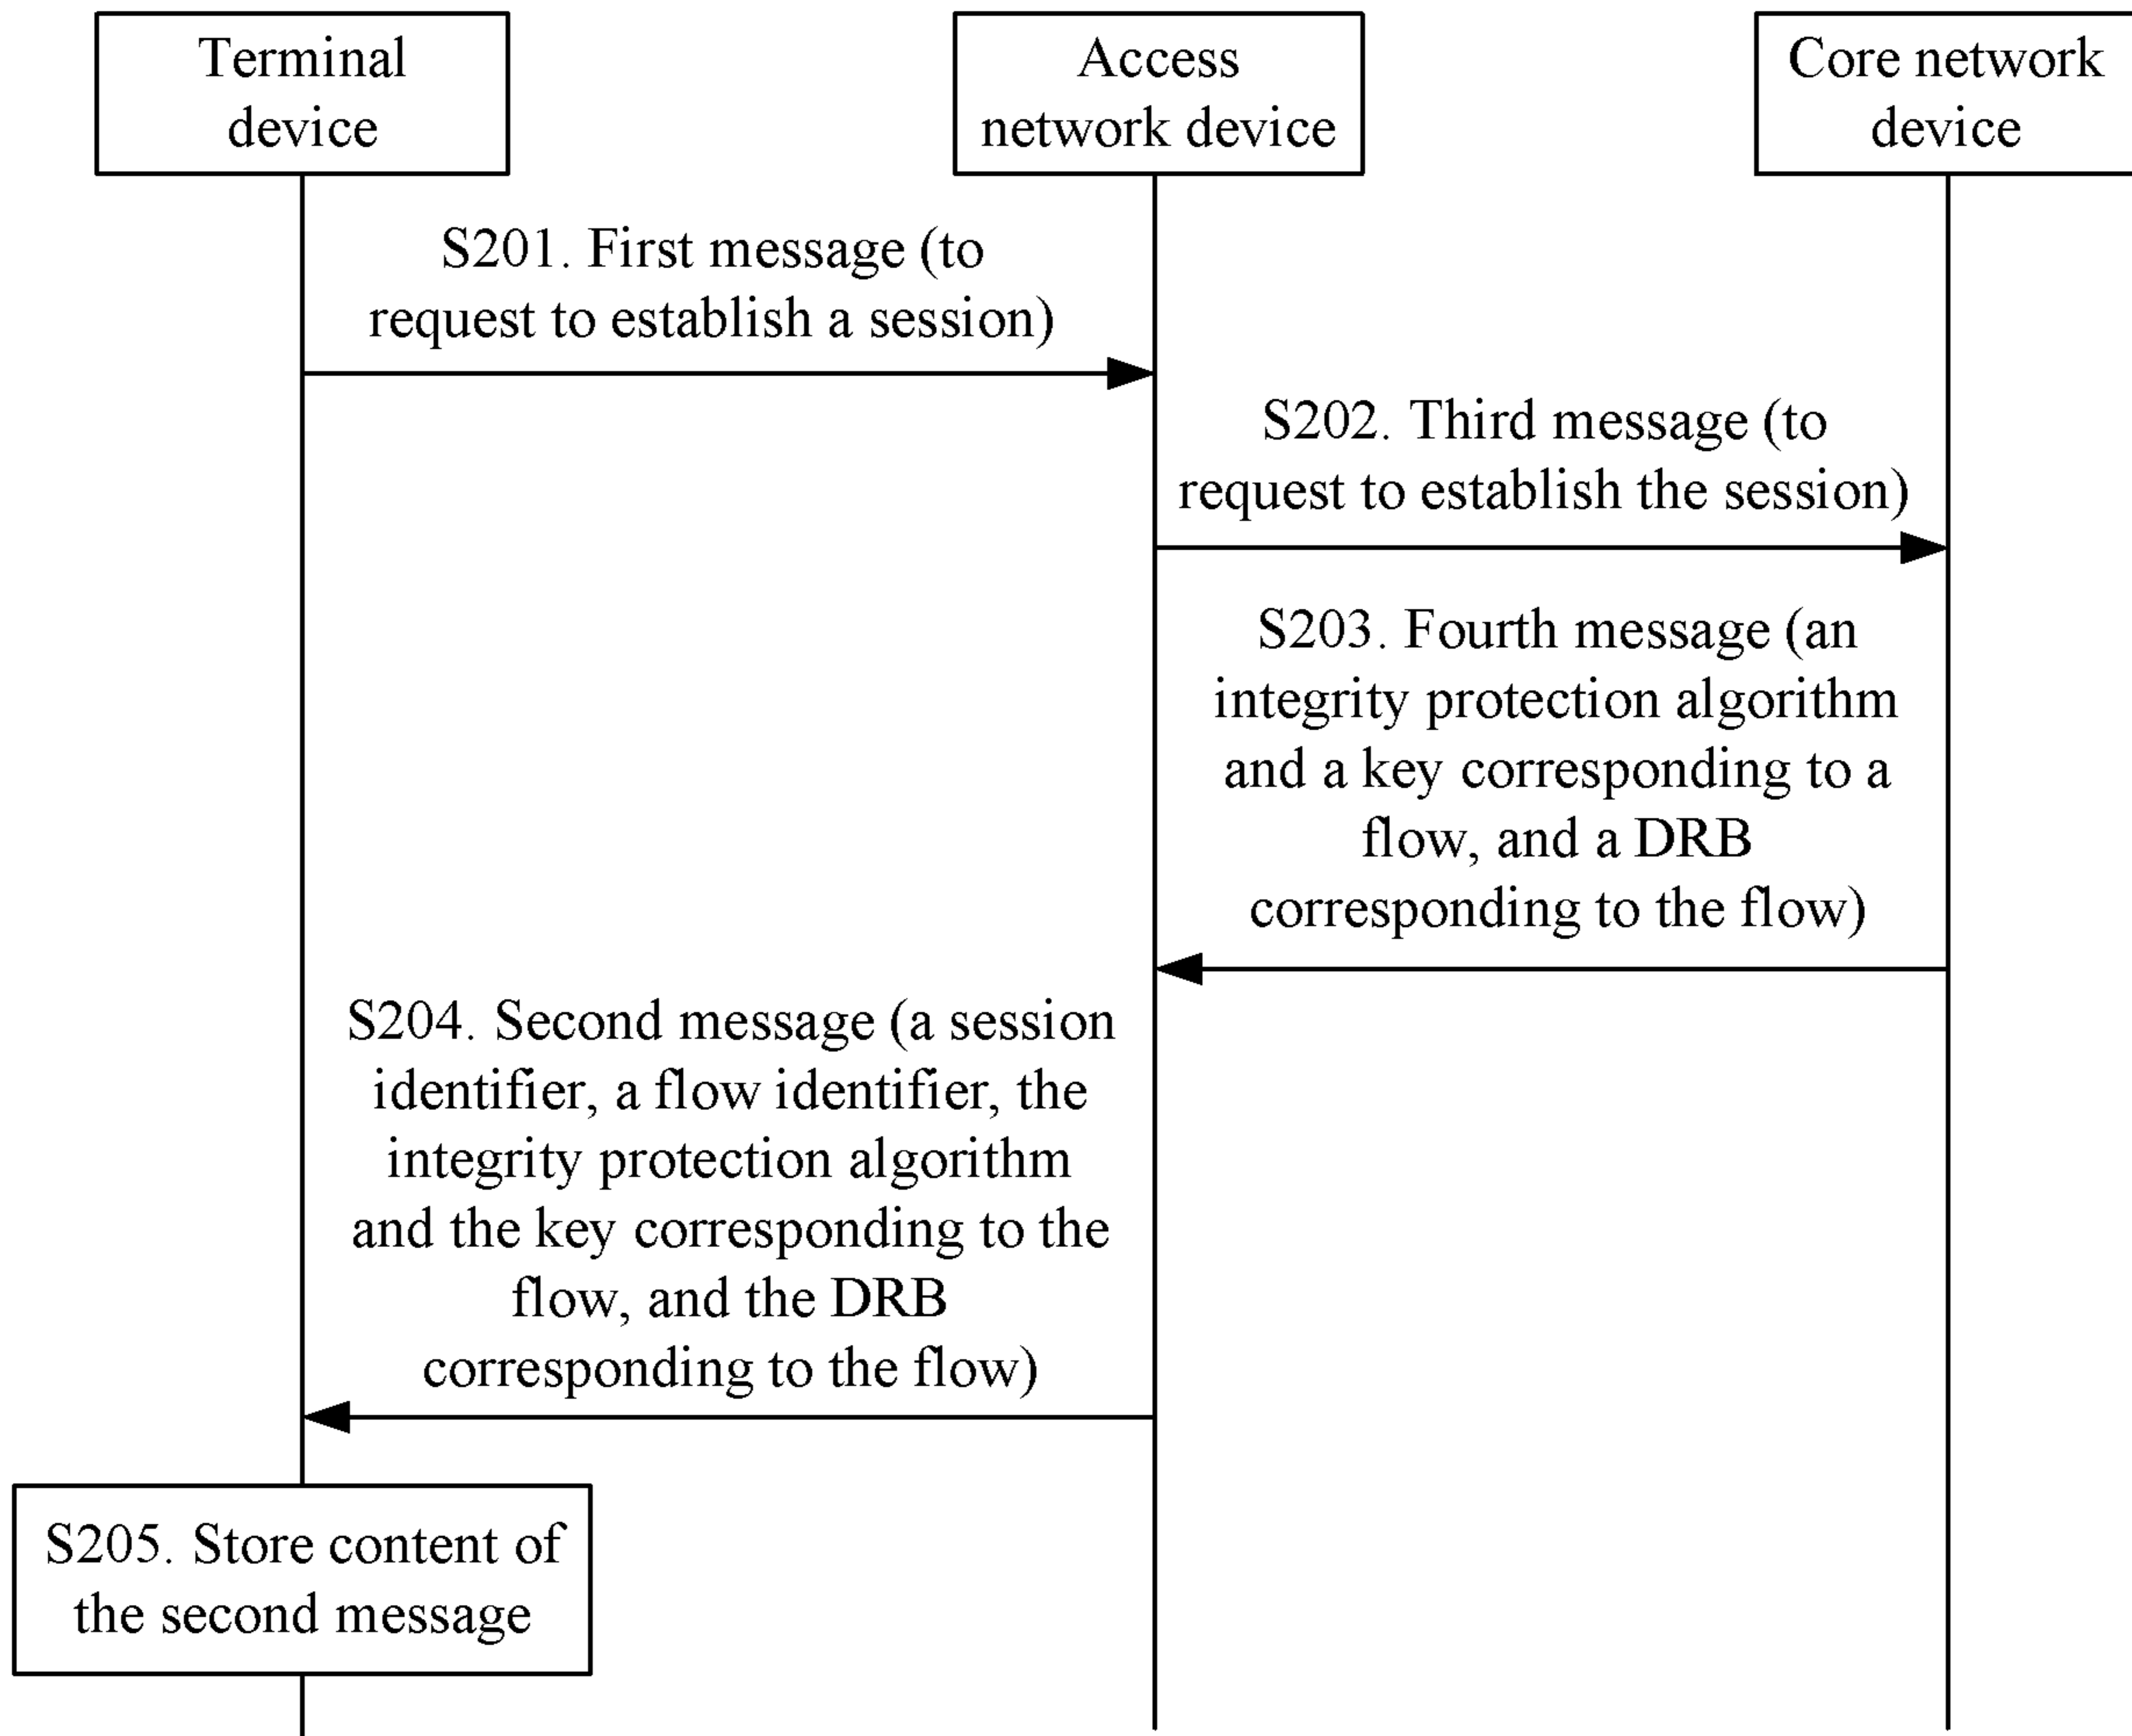 Terminal
device
Access
network device
Core network
device
S201. First message (to
request to establish a session)
S202. Third message (to
request to establish the session)
S203. Fourth message (an
integrity protection algorithm
and a key corresponding to a
flow, and a DRB
corresponding to the flow)
S204. Second message (a session
identifier, a flow identifier, the
integrity protection algorithm
and the key corresponding to the
flow, and the DRB
corresponding to the flow)
S205. Store content of
the second message